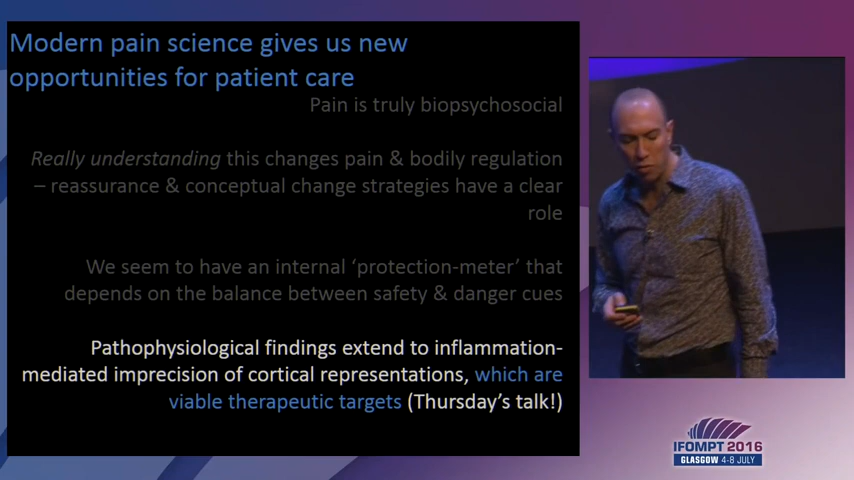 Modern pain science gives us new
opportunities for patient care
Pain is truly biopsychosocial
Really understanding this changes pain & bodily regulation
– reassurance & conceptual change strategies have a clear
role
We seem to have an internal ‘protection-meter’ that
depends on the balance between safety & danger cues
Pathophysiological findings extend to inflammation-
mediated imprecision of cortical representations, which are
viable therapeutic targets (Thursday’s talk!)
IFOMPT 2016
GLASGOW 4-8 JULY